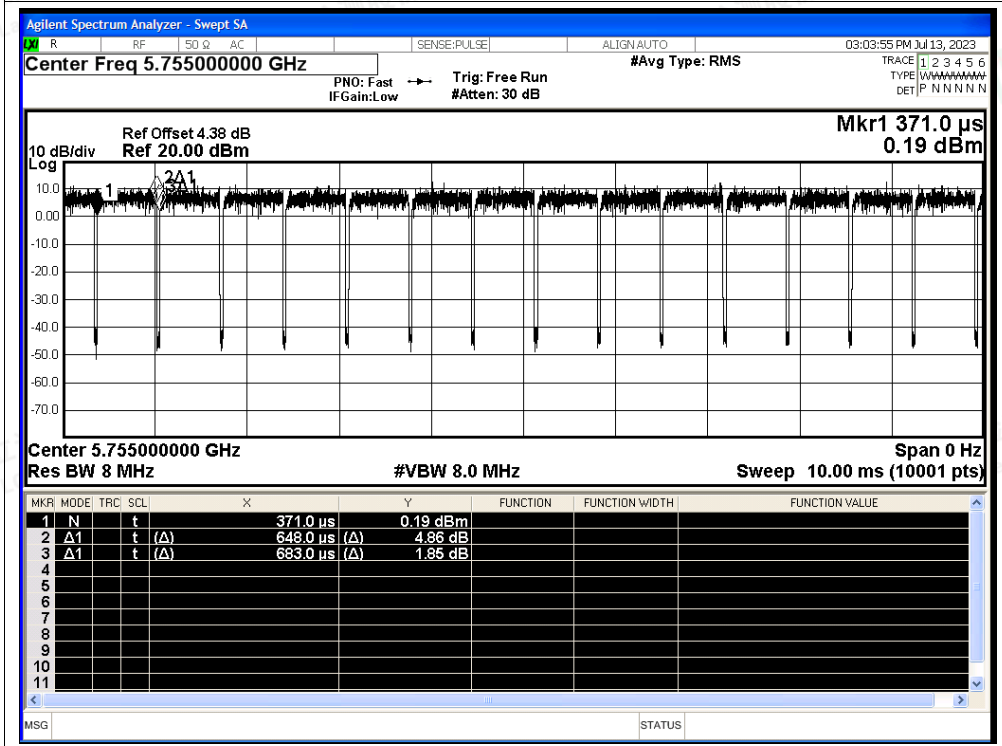 Agilent Spectrum Analyzer - Swept SA
LXI R RF 50 Ω AC SENSE:PULSE ALIGN AUTO 03:03:55 PM Jul 13, 2023
Center Freq 5.755000000 GHz #Avg Type: RMS TRACE 1 2 3 4 5 6
PNO: Fast Trig: Free Run TYPE
IFGain:Low #Atten: 30 dB DET P N N N N N
Mkr1 371.0 µs
Ref Offset 4.38 dB
10 dB/div Ref 20.00 dBm 0.19 dBm
Log
2Δ1
10.0 1
0.00
-10.0
-20.0
-30.0
-40.0
-50.0
-60.0
-70.0
Center 5.755000000 GHz Span 0 Hz
Res BW 8 MHz #VBW 8.0 MHz Sweep 10.00 ms (10001 pts)
MKR MODE TRC SCL X Y FUNCTION FUNCTION WIDTH FUNCTION VALUE
1 N t 371.0 µs 0.19 dBm
2 Δ1 t (Δ) 648.0 µs (Δ) 4.86 dB
3 Δ1 t (Δ) 683.0 µs (Δ) 1.85 dB
4
5
6
7
8
9
10
11
MSG STATUS